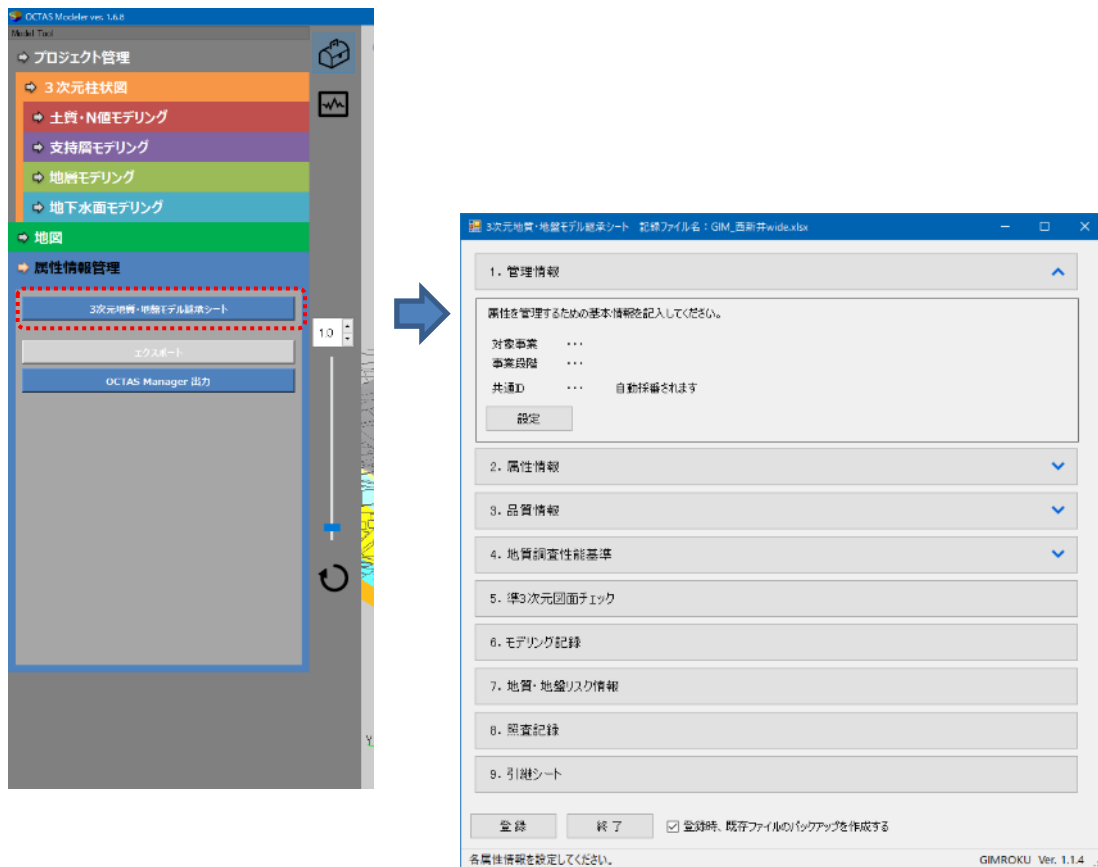 OCTAS Modeler ver. 1.6.8
Model Tool
プロジェクト管理
3次元柱状図
土質・N値モデリング
支持層モデリング
地層モデリング
地下水面モデリング
地図
属性情報管理
3次元地質・地盤モデル継承シート
エクスポート
OCTAS Manager 出力
1.0
Y
3次元地質・地盤モデル継承シート 記録ファイル名：GIM_西新井wide.xlsx
1. 管理情報
属性を管理するための基本情報を記入してください。
対象事業 ･･･
事業段階 ･･･
共通ID ･･･ 自動採番されます
設定
2. 属性情報
3. 品質情報
4. 地質調査性能基準
5. 準3次元図面チェック
6. モデリング記録
7. 地質・地盤リスク情報
8. 照査記録
9. 引継シート
登録 終了 登録時、既存ファイルのバックアップを作成する
各属性情報を設定してください。 GIMROKU Ver. 1.1.4